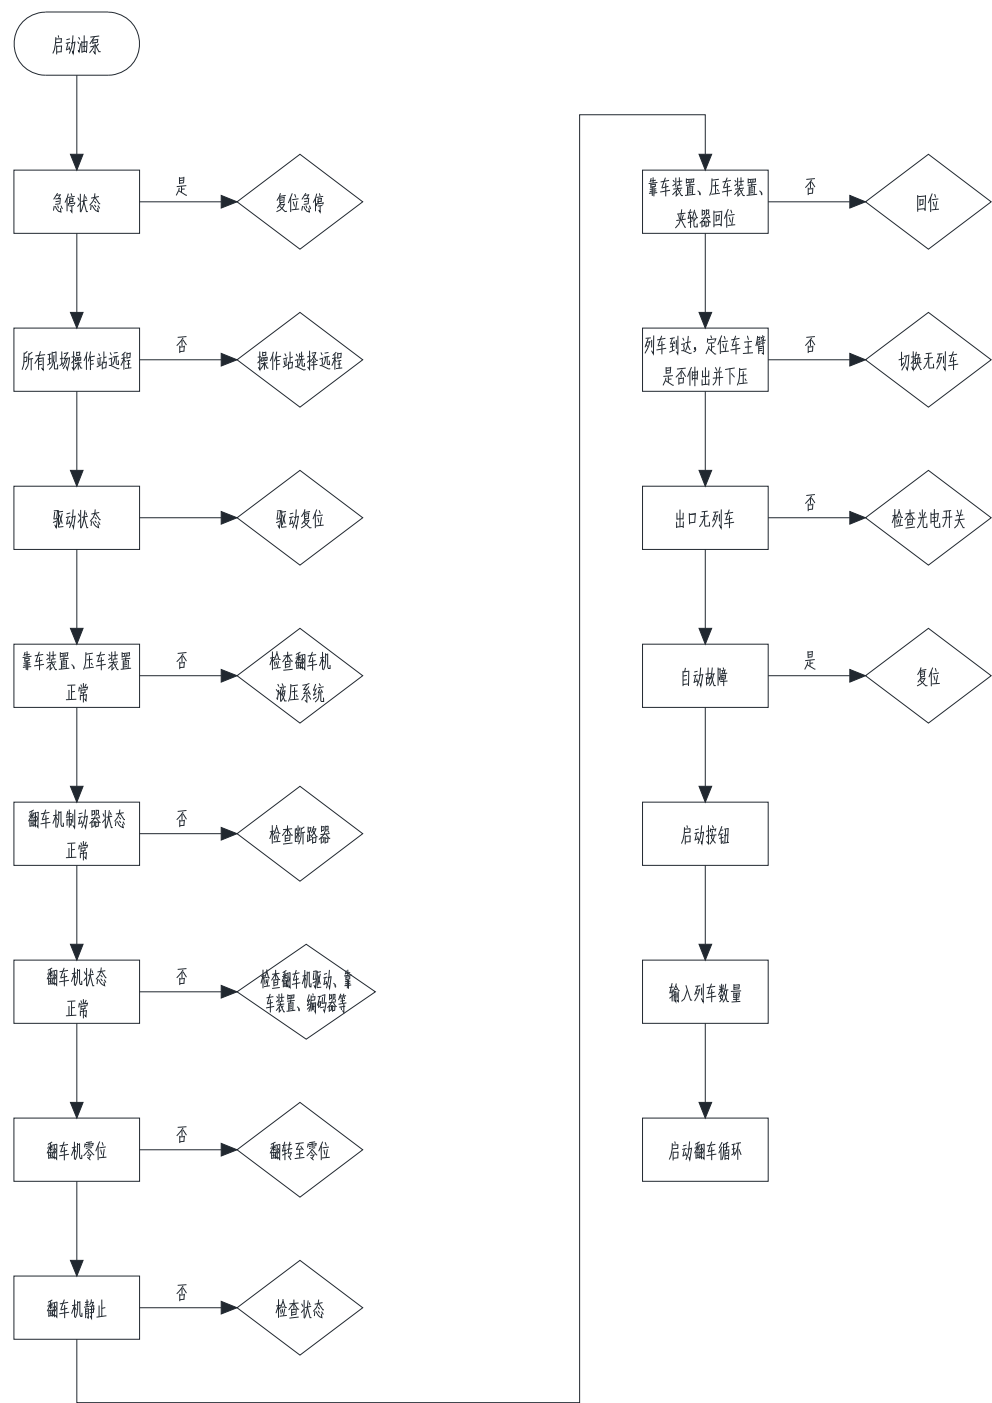 启动油泵
急停状态
是
复位急停
所有现场操作站远程
否
操作站选择远程
驱动状态
驱动复位
靠车装置、压车装置
正常
否
检查翻车机
液压系统
翻车机制动器状态
正常
否
检查断路器
翻车机状态
正常
否
检查翻车机驱动、靠
车装置、编码器等
翻车机零位
否
翻转至零位
翻车机静止
否
检查状态
靠车装置、压车装置、
夹轮器回位
否
回位
列车到达，定位车主臂
是否伸出并下压
否
切换无列车
出口无列车
否
检查光电开关
自动故障
是
复位
启动按钮
输入列车数量
启动翻车循环